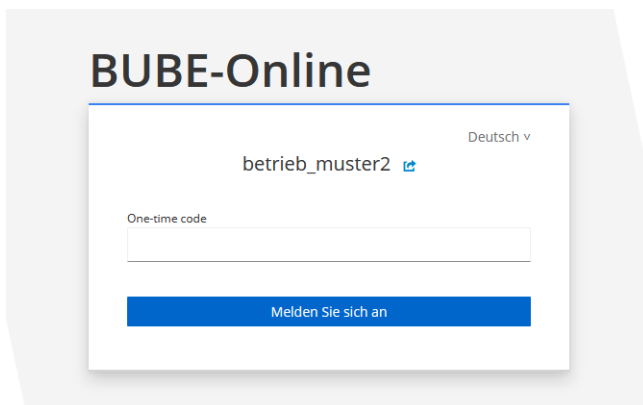 BUBE-Online
Deutsch
betrieb_muster2
One-time code
Melden Sie sich an